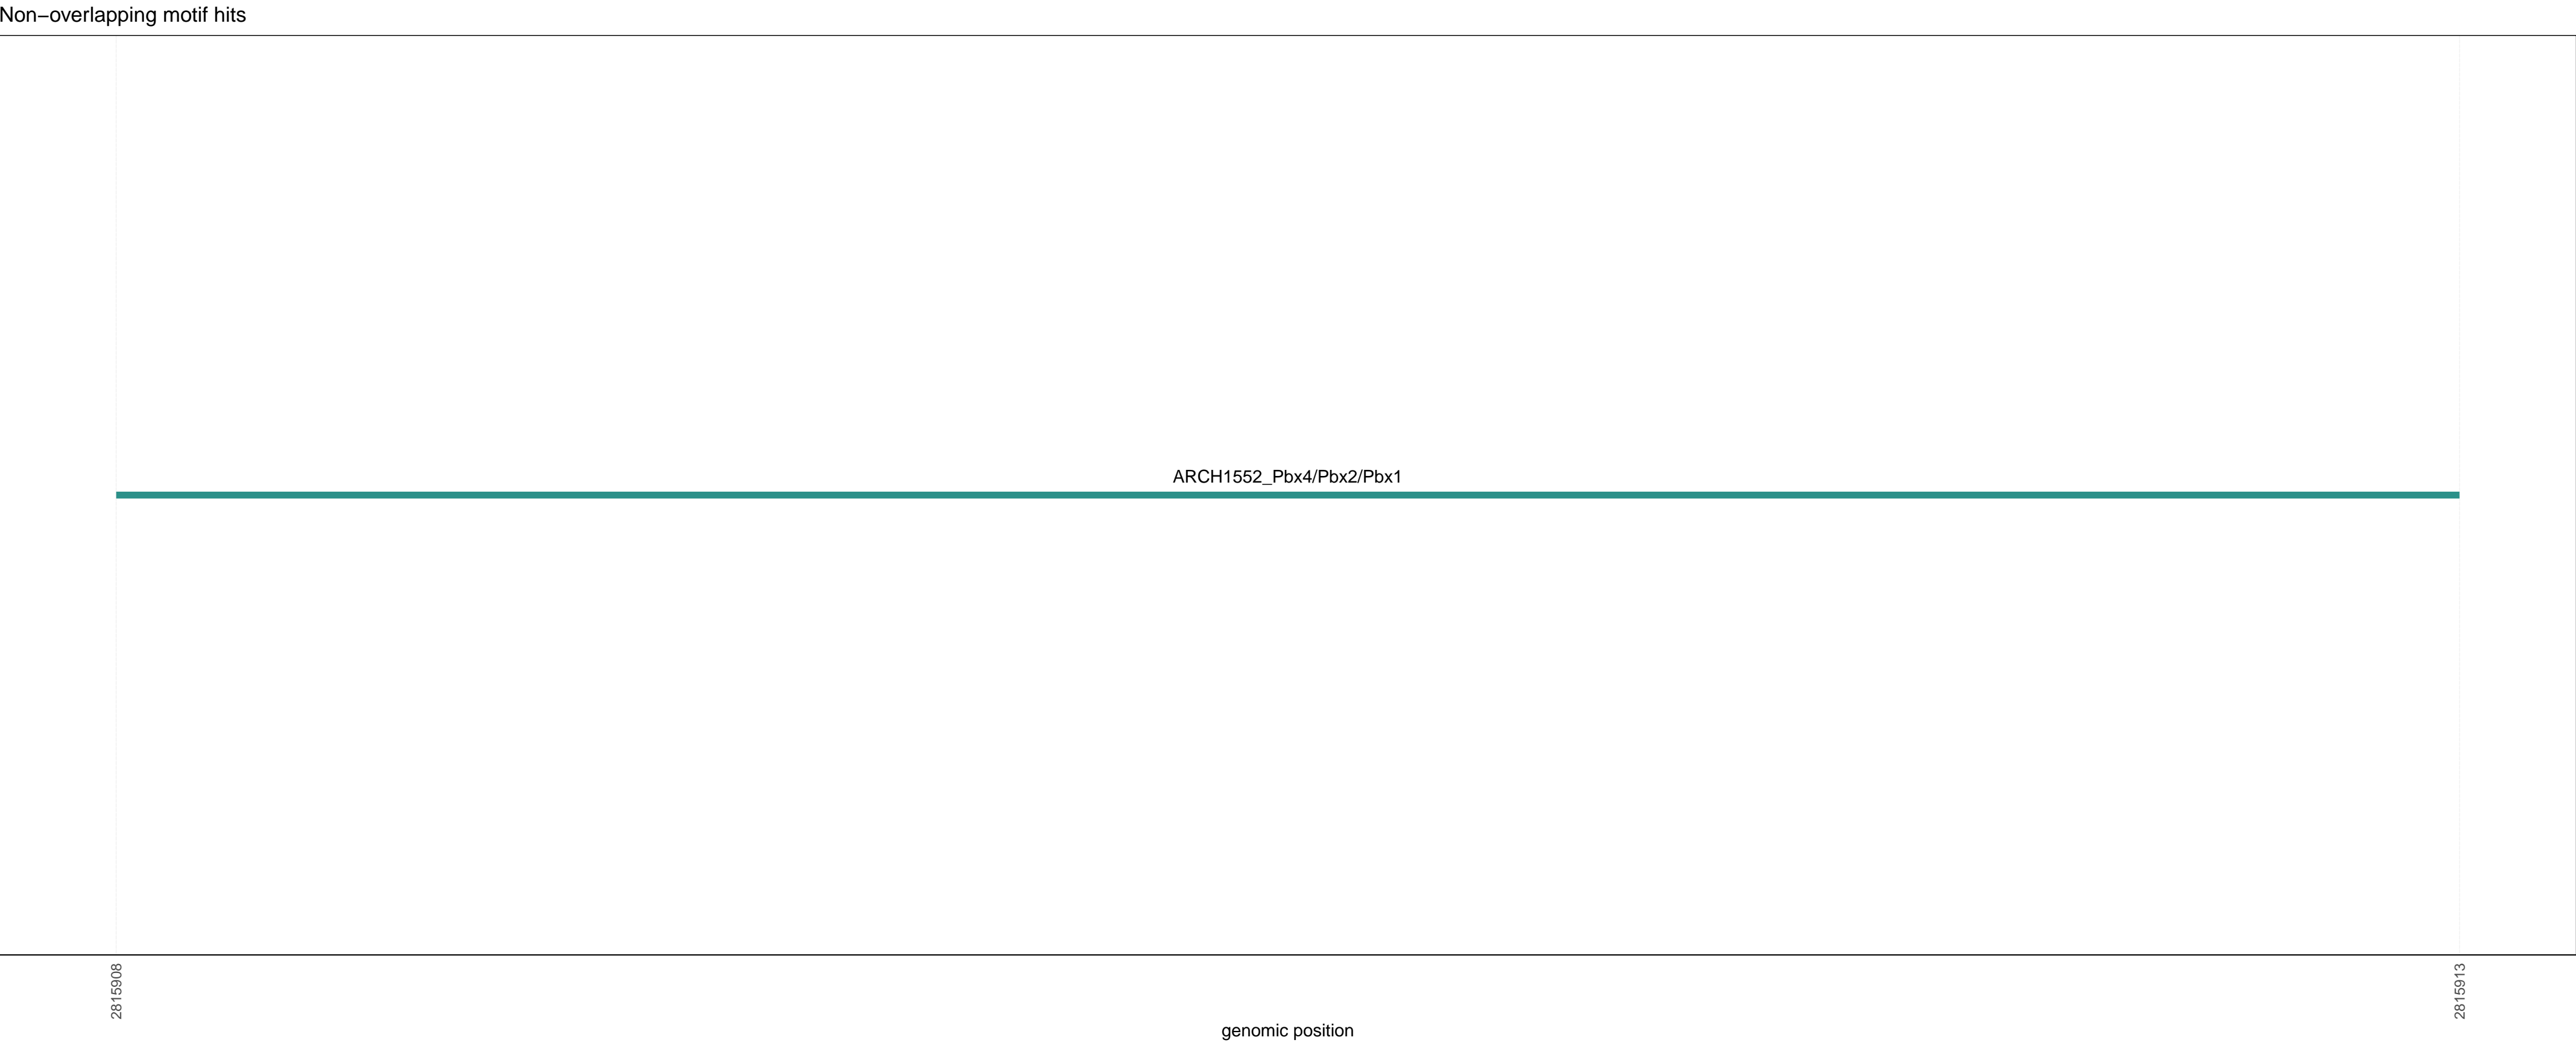 Non−overlapping motif hits
ARCH1552_Pbx4/Pbx2/Pbx1
2815908
2815913
genomic position